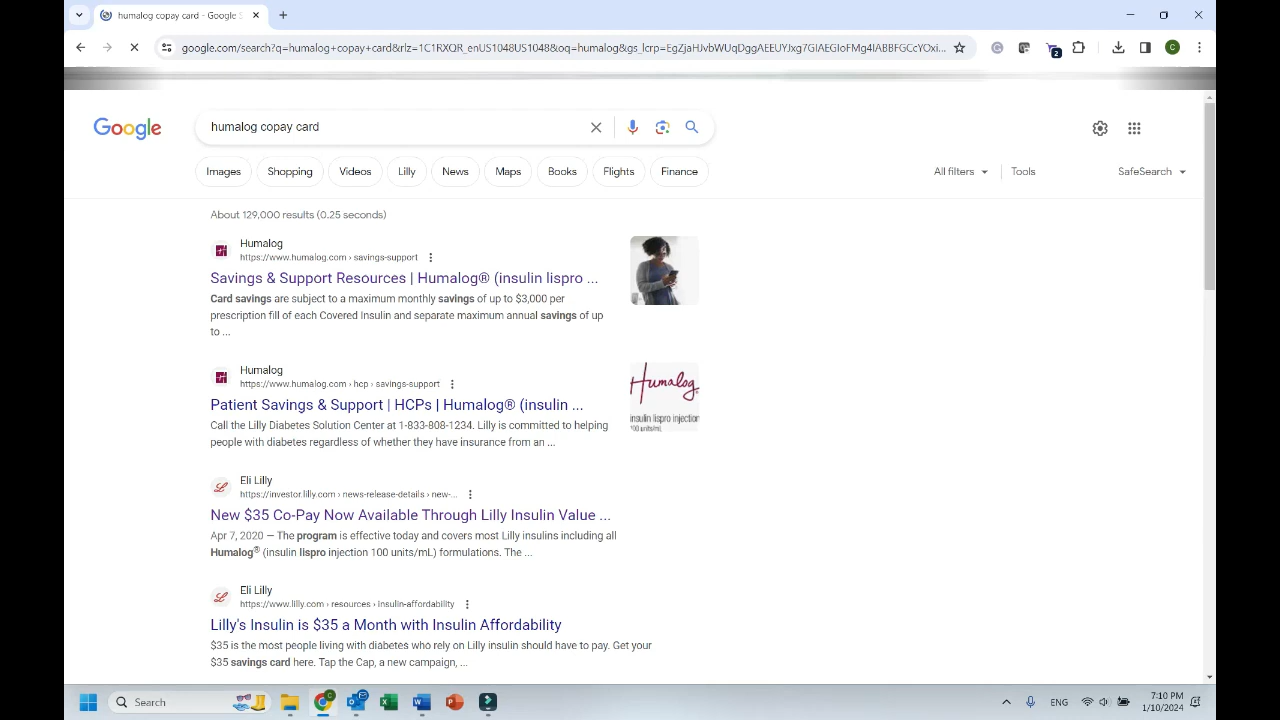 humalog copay card - Google S
google.com/search?q=humalog+copay+card&rlz=1C1RXQR_enUS1048US1048&oq=humalog&gs_lcrp=
2
C
Google
humalog copay card
Images
Shopping
Videos
Lilly
News
Maps
Books
Flights
Finance
All filters
Tools
SafeSearch
About 129,000 results (0.25 seconds)
Humalog
https://www.humalog.com › savings-support
Savings & Support Resources | Humalog® (insulin lispro ...
Card savings are subject to a maximum monthly savings of up to $3,000 per
prescription fill of each Covered Insulin and separate maximum annual savings of up
to ...
Humalog
https://www.humalog.com › hcp › savings-support
Patient Savings & Support | HCPs | Humalog® (insulin ...
Call the Lilly Diabetes Solution Center at 1-833-808-1234. Lilly is committed to helping
people with diabetes regardless of whether they have insurance from an ...
Humalog
insulin lispro injection
100 units/mL
Eli Lilly
https://investor.lilly.com › news-release-details › new-...
New $35 Co-Pay Now Available Through Lilly Insulin Value ...
Apr 7, 2020 — The program is effective today and covers most Lilly insulins including all
Humalog® (insulin lispro injection 100 units/mL) formulations. The ...
Eli Lilly
https://www.lilly.com › resources › insulin-affordability
Lilly's Insulin is $35 a Month with Insulin Affordability
$35 is the most people living with diabetes who rely on Lilly insulin should have to pay. Get your
$35 savings card here. Tap the Cap, a new campaign, ...
Search
ENG
7:10 PM
1/10/2024